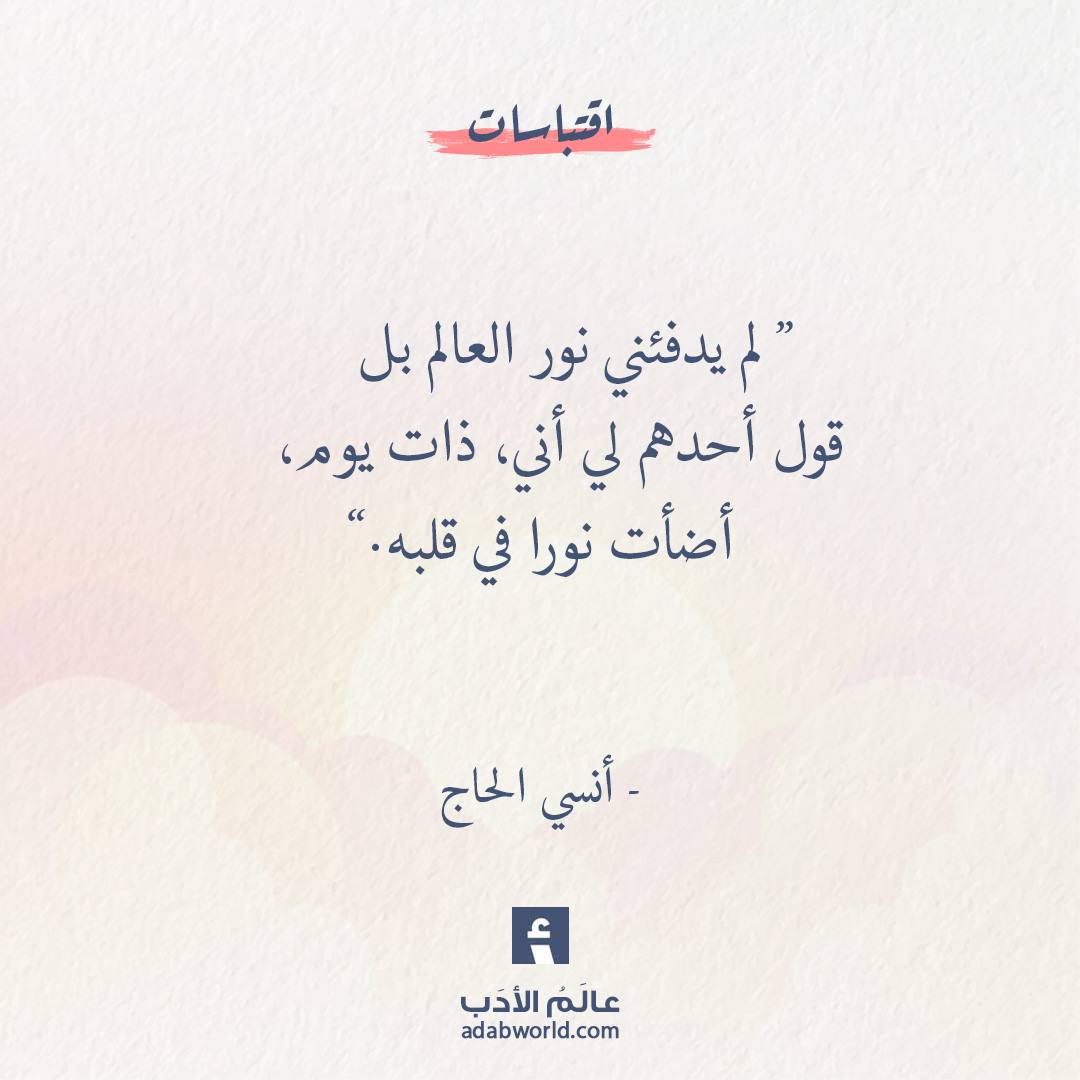 اقتباسات
” لم يدفئني نور العالم بل
قول أحدهم لي أني، ذات يوم،
أضأت نورا في قلبه.“
- أنسي الحاج
أ
عالَمُ الأدَب
adabworld.com